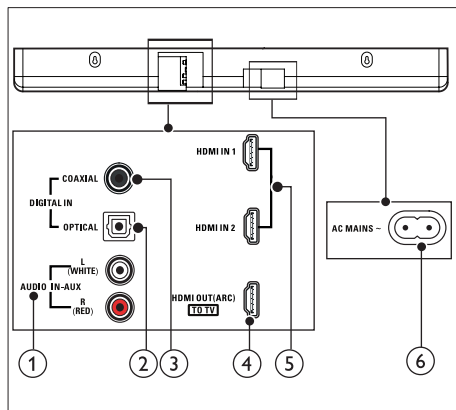 HDMI IN 1
COAXIAL
DIGITAL IN
OPTICAL
HDMI IN 2
AC MAINS ~
L
(WHITE)
AUDIO IN-AUX
R
(RED)
HDMI OUT(ARC)
TO TV
1
2
3
4
5
6